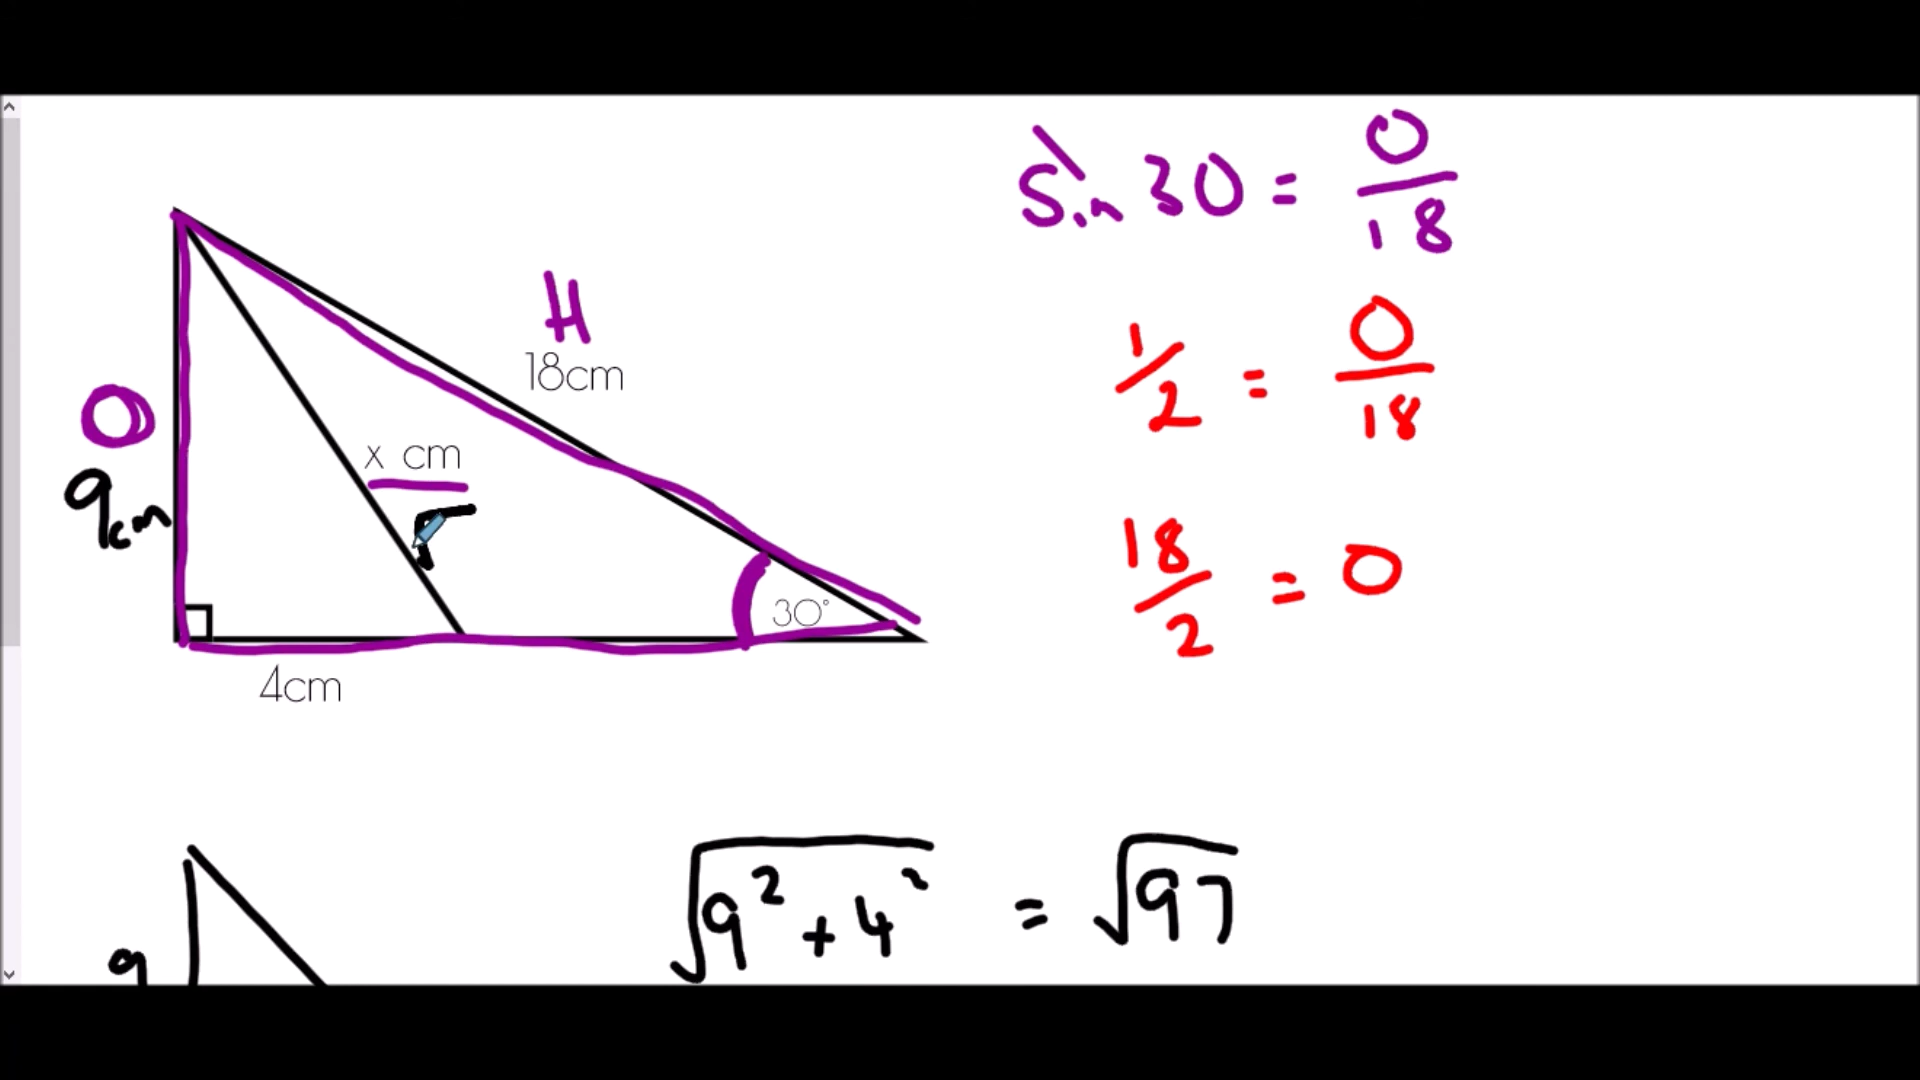 sin 30 = O/18
H
18cm
1/2 = O/18
O
x cm
9cm
18/2 = O
30°
4cm
√9² + 4² = √97
9